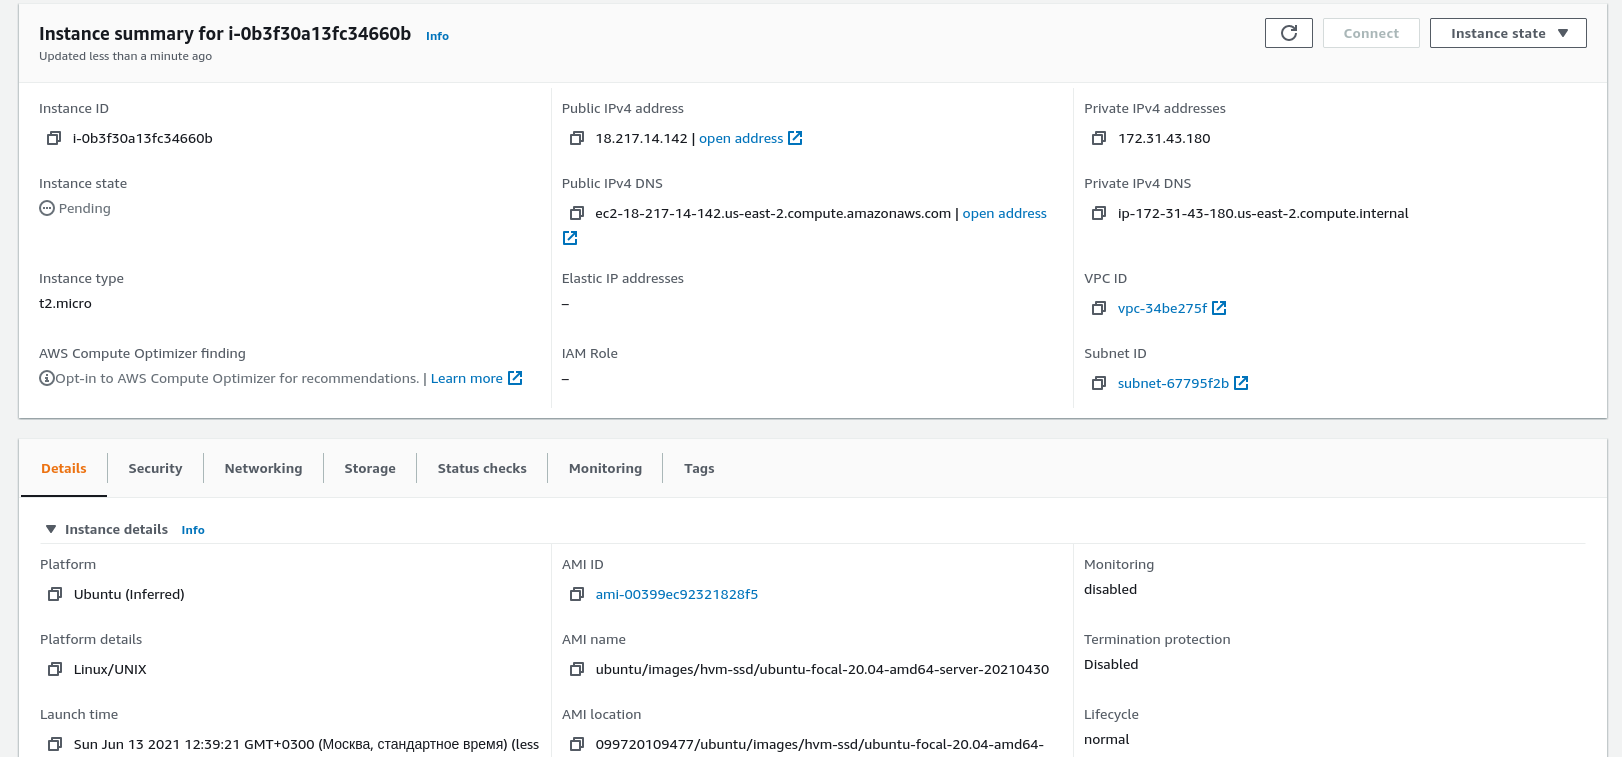 Instance summary for i-0b3f30a13fc34660b Info
Updated less than a minute ago
Connect
Instance state
Instance ID
i-0b3f30a13fc34660b
Public IPv4 address
18.217.14.142 | open address
Private IPv4 addresses
172.31.43.180
Instance state
Pending
Public IPv4 DNS
ec2-18-217-14-142.us-east-2.compute.amazonaws.com | open address
Private IPv4 DNS
ip-172-31-43-180.us-east-2.compute.internal
Instance type
t2.micro
Elastic IP addresses
–
VPC ID
vpc-34be275f
AWS Compute Optimizer finding
Opt-in to AWS Compute Optimizer for recommendations. | Learn more
IAM Role
–
Subnet ID
subnet-67795f2b
Details
Security
Networking
Storage
Status checks
Monitoring
Tags
Instance details Info
Platform
Ubuntu (Inferred)
AMI ID
ami-00399ec92321828f5
Monitoring
disabled
Platform details
Linux/UNIX
AMI name
ubuntu/images/hvm-ssd/ubuntu-focal-20.04-amd64-server-20210430
Termination protection
Disabled
Launch time
Sun Jun 13 2021 12:39:21 GMT+0300 (Москва, стандартное время) (less
AMI location
099720109477/ubuntu/images/hvm-ssd/ubuntu-focal-20.04-amd64-
Lifecycle
normal